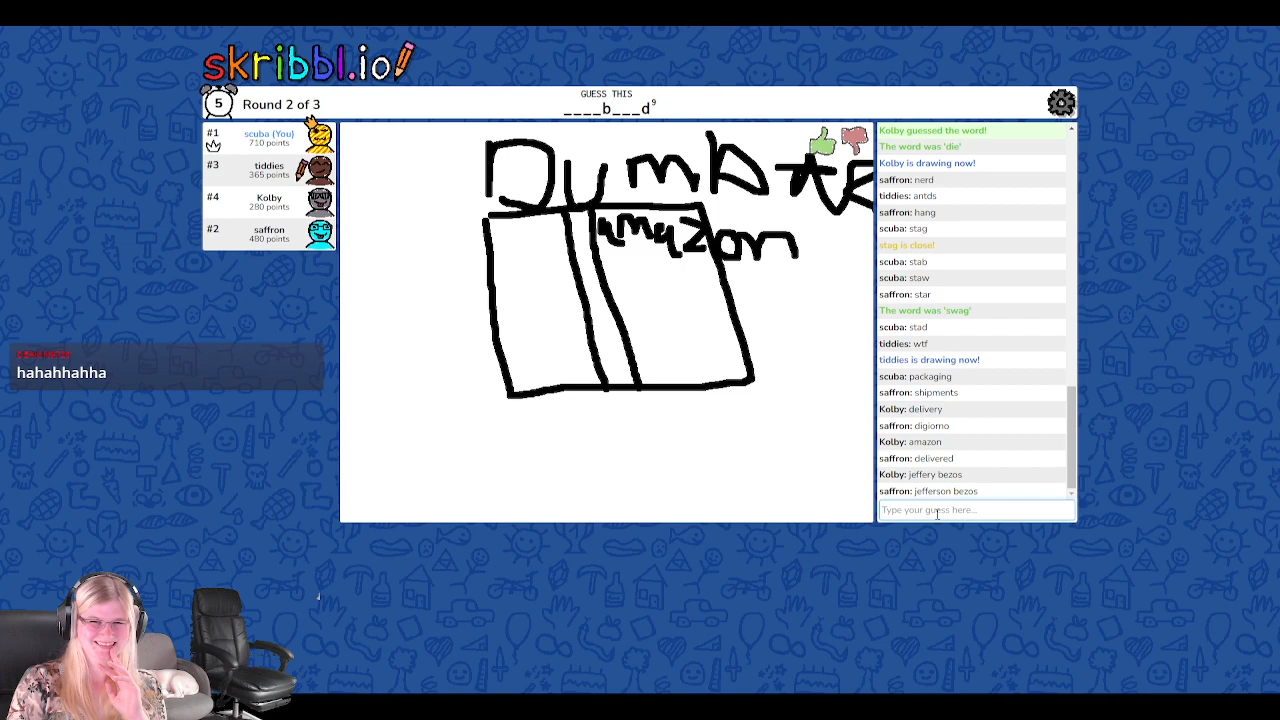 skribbl.io
5
Round 2 of 3
GUESS THIS
____b___d9
#1 scuba (You)
710 points
#3 tiddies
365 points
#4 Kolby
280 points
#2 saffron
480 points
Dumb
amazon
Kolby guessed the word!
The word was 'die'
Kolby is drawing now!
saffron: nerd
tiddies: antds
saffron: hang
scuba: stag
stag is close!
scuba: stab
scuba: staw
saffron: star
The word was 'swag'
scuba: stad
tiddies: wtf
tiddies is drawing now!
scuba: packaging
saffron: shipments
Kolby: delivery
saffron: digiorno
Kolby: amazon
saffron: delivered
Kolby: jeffery bezos
saffron: jefferson bezos
Type your guess here...
hahahhahha